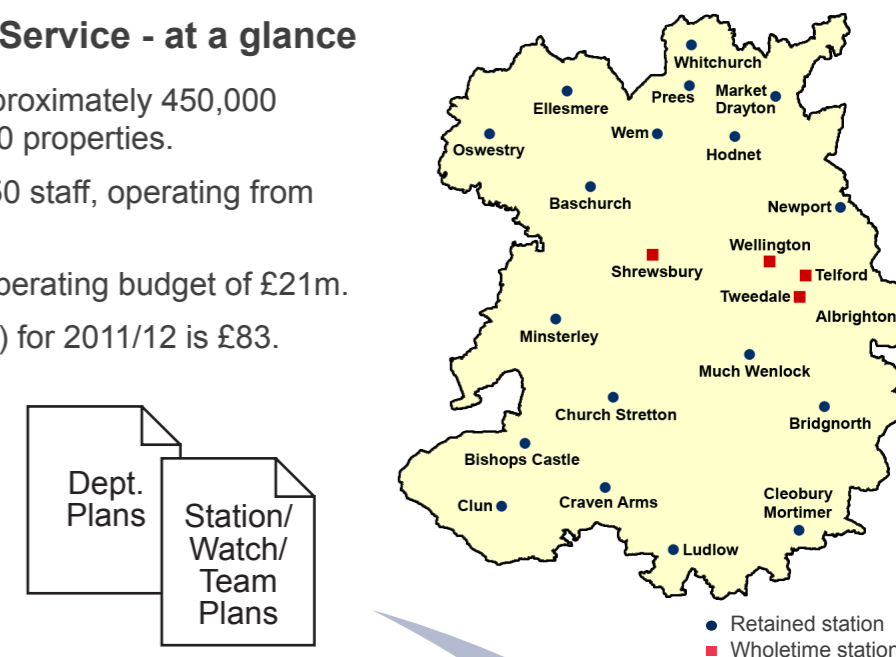 Service - at a glance
proximately 450,000
0 properties.
50 staff, operating from
perating budget of £21m.
) for 2011/12 is £83.
Dept.
Plans
Station/
Watch/
Team
Plans
Whitchurch
Prees
Market
Drayton
Ellesmere
Wem
Oswestry
Hodnet
Baschurch
Newport
Wellington
Shrewsbury
Telford
Tweedale
Albrighton
Minsterley
Much Wenlock
Church Stretton
Bridgnorth
Bishops Castle
Cleobury
Mortimer
Clun
Craven Arms
Ludlow
Retained station
Wholetime station